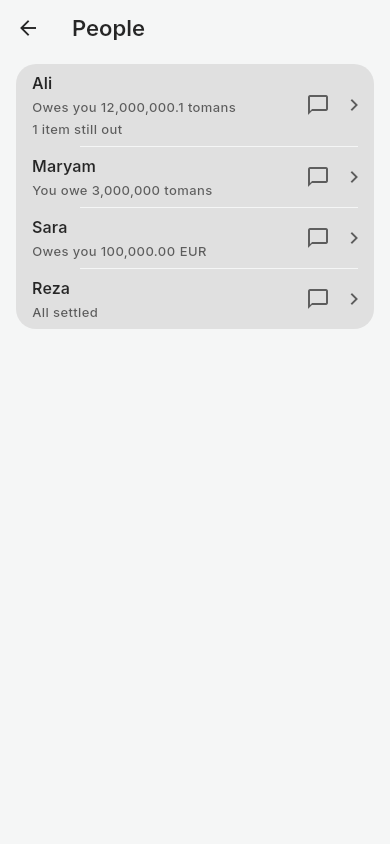 People
Ali
Owes you 12,000,000.1 tomans
1 item still out
Maryam
You owe 3,000,000 tomans
Sara
Owes you 100,000.00 EUR
Reza
All settled